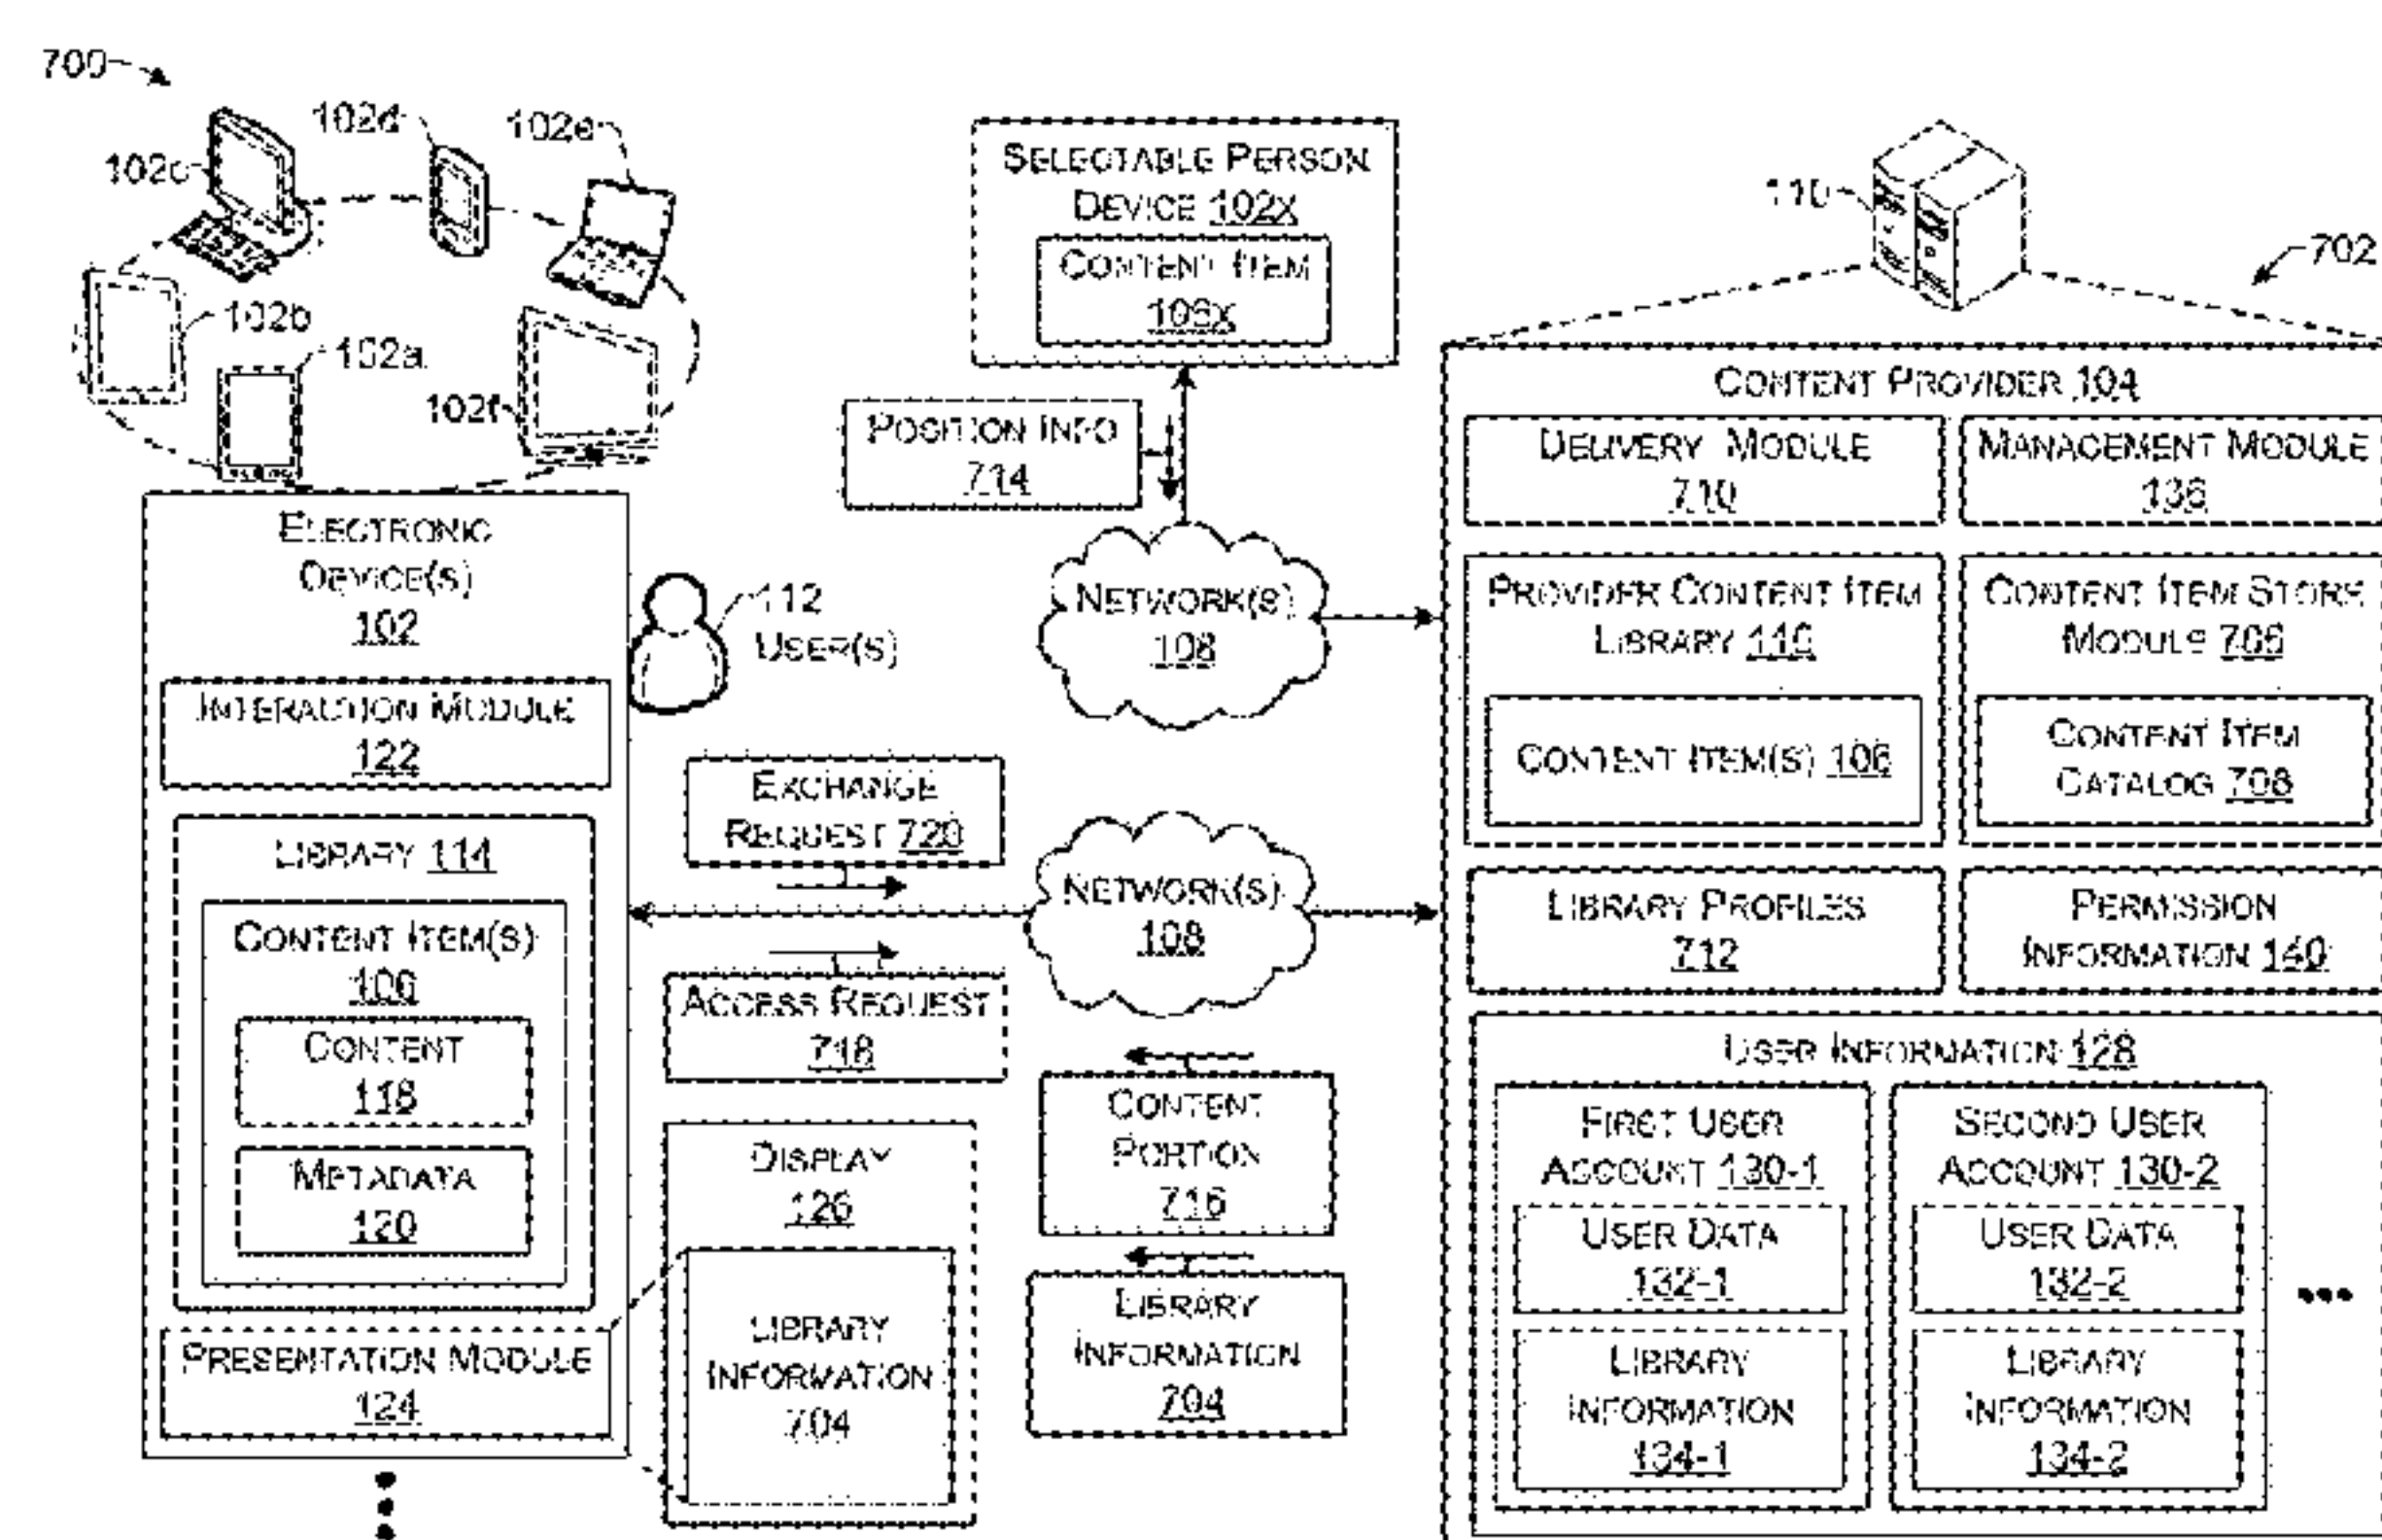 700
102c
102d
102e
102b
102a
102f
SELECTABLE PERSON
DEVICE 102X
CONTENT ITEM
106X
POSITION INFO
714
110
702
ELECTRONIC
DEVICE(S)
102
112
USER(S)
INTERACTION MODULE
122
LIBRARY 114
CONTENT ITEM(S)
106
CONTENT
118
METADATA
120
PRESENTATION MODULE
124
EXCHANGE
REQUEST 720
ACCESS REQUEST
718
DISPLAY
126
LIBRARY
INFORMATION
704
NETWORK(S)
108
NETWORK(S)
108
CONTENT
PORTION
716
LIBRARY
INFORMATION
704
CONTENT PROVIDER 104
DELIVERY MODULE
710
MANAGEMENT MODULE
136
PROVIDER CONTENT ITEM
LIBRARY 116
CONTENT ITEM(S) 106
CONTENT ITEM STORE
MODULE 706
CONTENT ITEM
CATALOG 708
LIBRARY PROFILES
712
PERMISSION
INFORMATION 140
USER INFORMATION 128
FIRST USER
ACCOUNT 130-1
USER DATA
132-1
LIBRARY
INFORMATION
134-1
SECOND USER
ACCOUNT 130-2
USER DATA
132-2
LIBRARY
INFORMATION
134-2